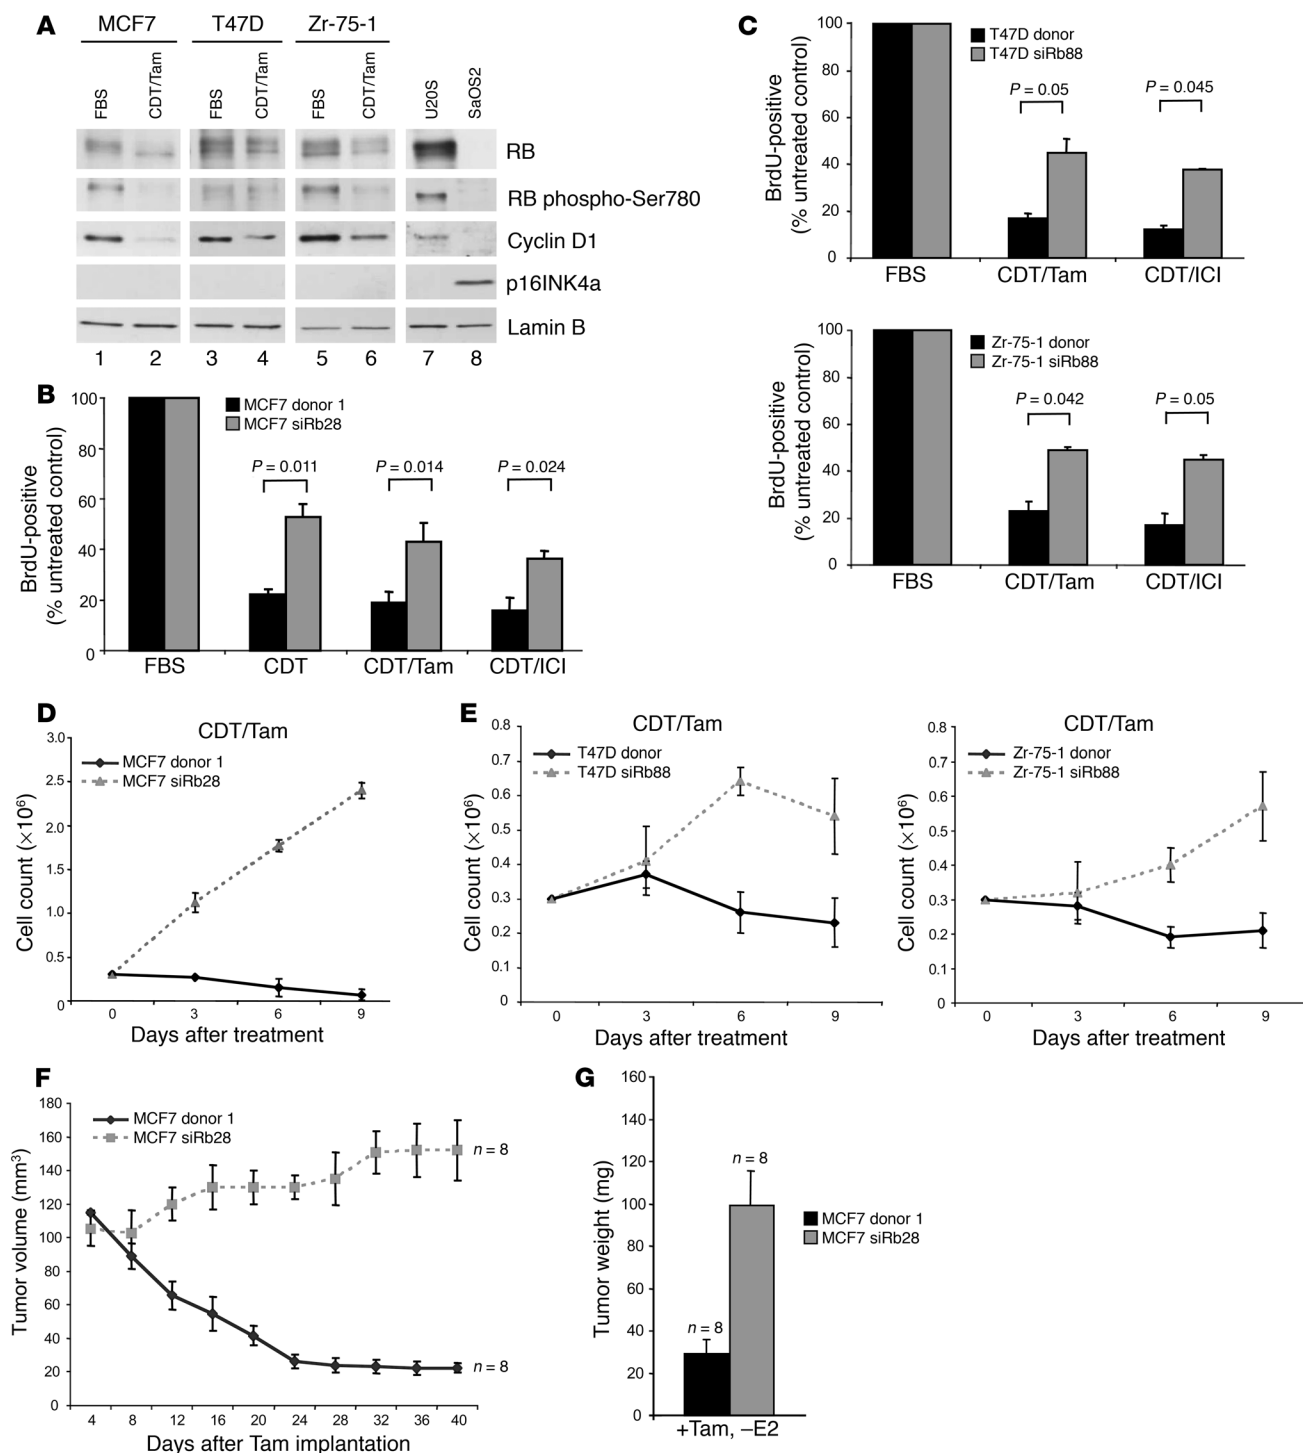 A
MCF7 T47D Zr-75-1
FBS CDT/Tam FBS CDT/Tam FBS CDT/Tam U20S SaOS2
RB
RB phospho-Ser780
Cyclin D1
p16INK4a
Lamin B
1 2 3 4 5 6 7 8
B
MCF7 donor 1
MCF7 siRb28
BrdU-positive
(% untreated control)
100
80
60
40
20
0
P = 0.011 P = 0.014 P = 0.024
FBS CDT CDT/Tam CDT/ICI
C
T47D donor
T47D siRb88
BrdU-positive
(% untreated control)
100
80
60
40
20
0
P = 0.05 P = 0.045
FBS CDT/Tam CDT/ICI
Zr-75-1 donor
Zr-75-1 siRb88
BrdU-positive
(% untreated control)
100
80
60
40
20
0
P = 0.042 P = 0.05
FBS CDT/Tam CDT/ICI
D
CDT/Tam
MCF7 donor 1
MCF7 siRb28
Cell count (×10⁶)
3.0
2.5
2.0
1.5
1.0
0.5
0
0 3 6 9
Days after treatment
E
CDT/Tam
T47D donor
T47D siRb88
Cell count (×10⁶)
0.8
0.7
0.6
0.5
0.4
0.3
0.2
0.1
0
0 3 6 9
Days after treatment
CDT/Tam
Zr-75-1 donor
Zr-75-1 siRb88
Cell count (×10⁶)
0.8
0.7
0.6
0.5
0.4
0.3
0.2
0.1
0
0 3 6 9
Days after treatment
F
MCF7 donor 1
MCF7 siRb28
Tumor volume (mm³)
180
160
140
120
100
80
60
40
20
0
n = 8
n = 8
4 8 12 16 20 24 28 32 36 40
Days after Tam implantation
G
Tumor weight (mg)
160
140
120
100
80
60
40
20
0
n = 8
n = 8
MCF7 donor 1
MCF7 siRb28
+Tam, –E2